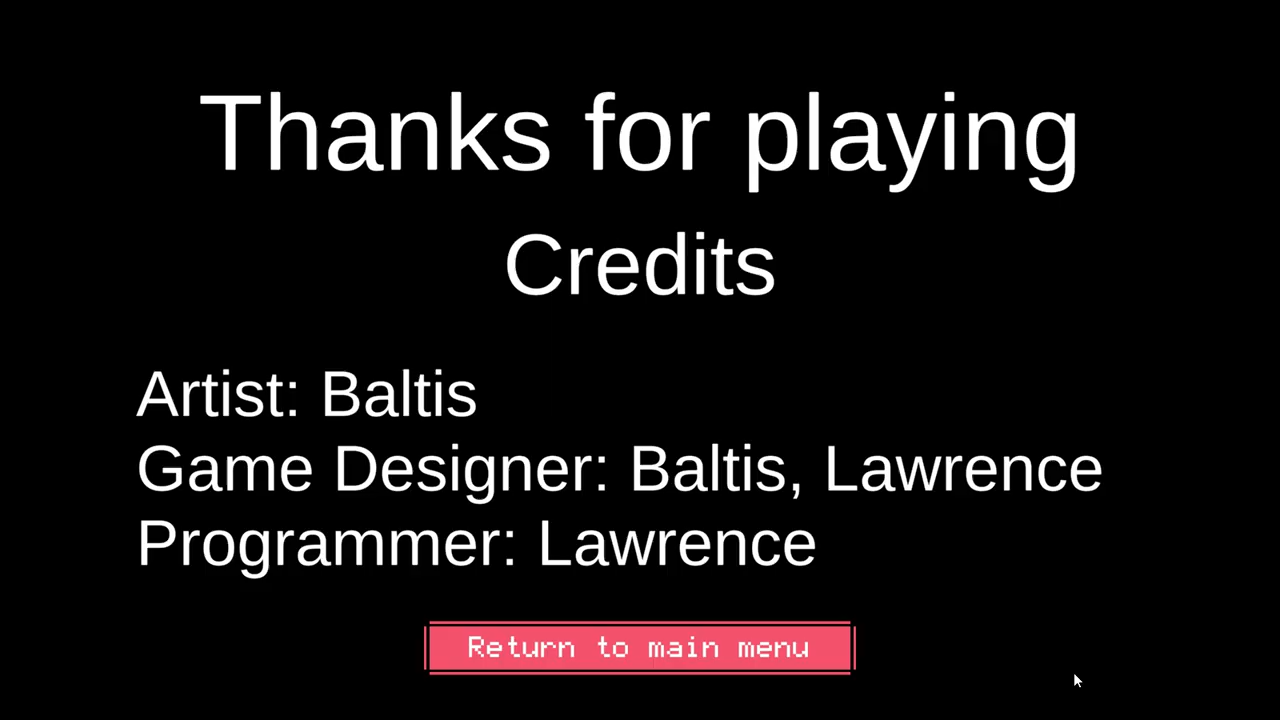 Thanks for playing
Credits
Artist: Baltis
Game Designer: Baltis, Lawrence
Programmer: Lawrence
Return to main menu